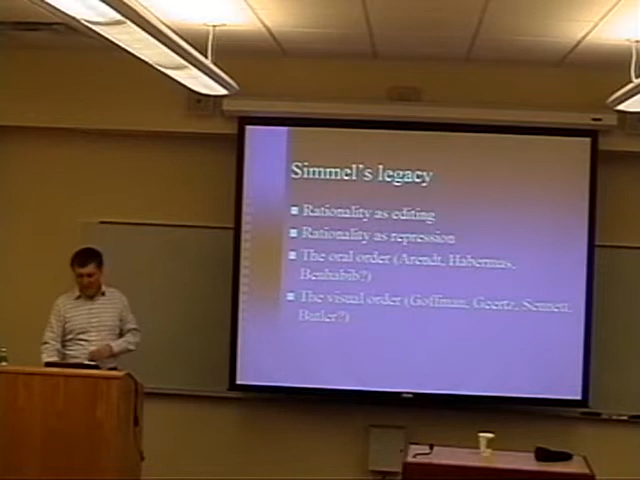 Simmel's legacy
Rationality as editing
Rationality as repression
The oral order (Arendt, Habermas,
Benhabib?)
The visual order (Goffman, Geertz, Sennett,
Butler?)